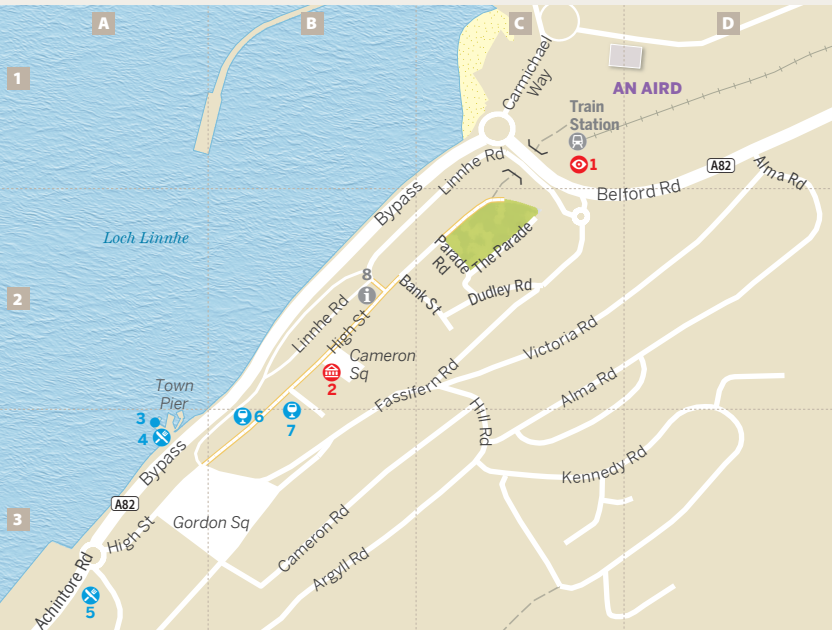 A
B
C
D
1
2
3
Carmichael
Way
AN AIRD
Train
Station
1
A82
Alma Rd
Belford Rd
Linnhe Rd
Bypass
Loch Linnhe
Parade
Rd
The Parade
8
Bank St
Dudley Rd
Linnhe Rd
High St
Cameron
Sq
2
Victoria Rd
Fassifern Rd
Alma Rd
Hill Rd
Town
Pier
3
4
6
7
Bypass
Kennedy Rd
A82
High St
Gordon Sq
Cameron Rd
Argyll Rd
Achintore Rd
5